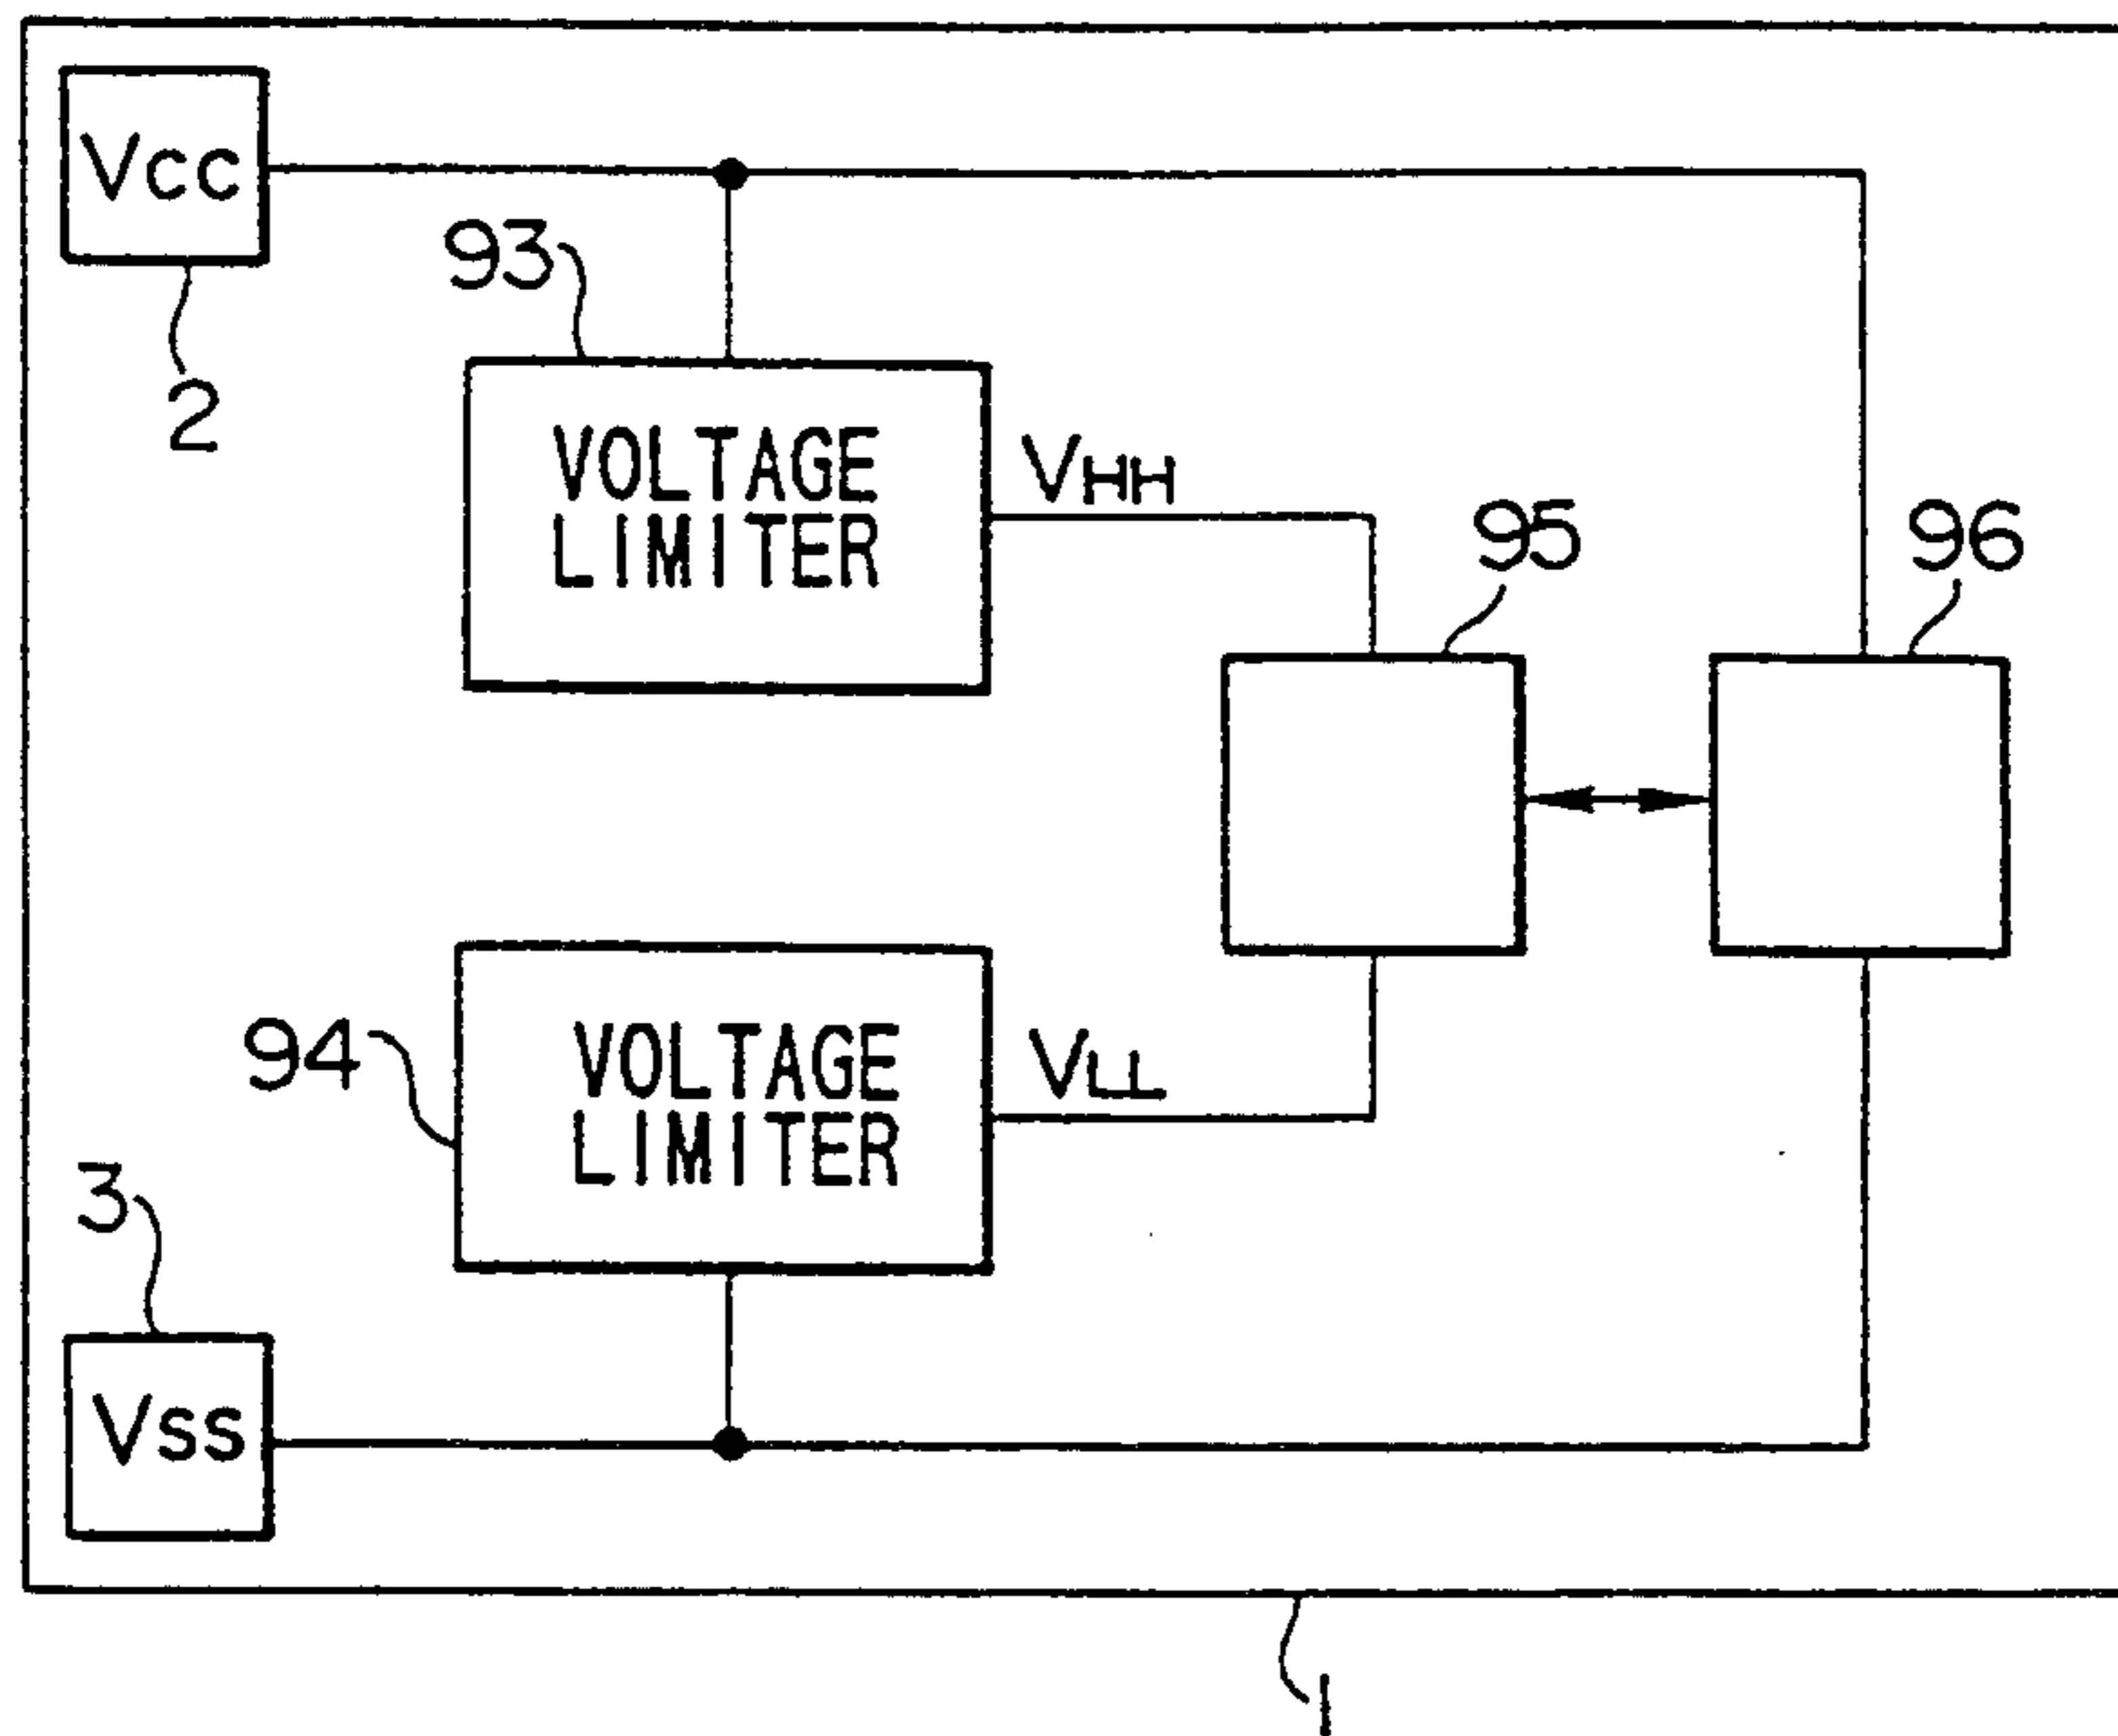 Vcc
2
93
VOLTAGE
LIMITER
VHH
95
96
94
VOLTAGE
LIMITER
VLL
3
Vss
1